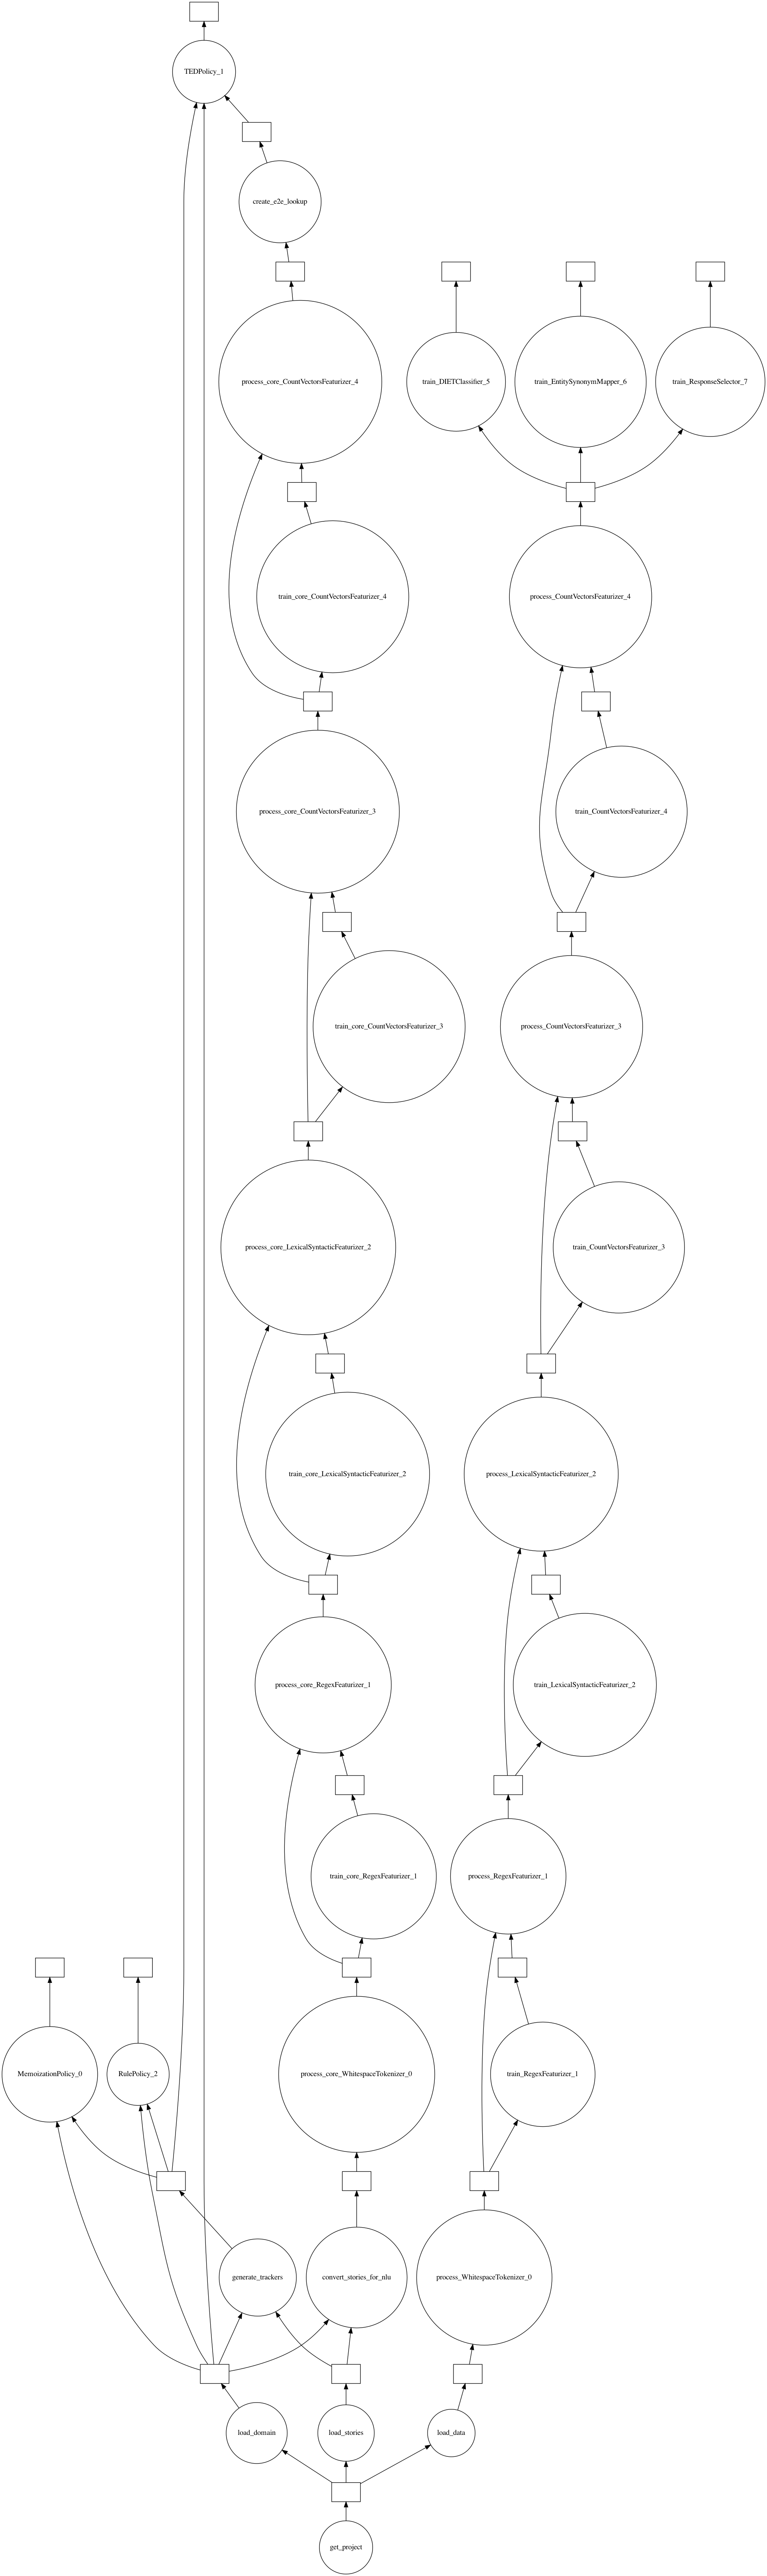 TEDPolicy_1
create_e2e_lookup
process_core_CountVectorsFeaturizer_4
train_DIETClassifier_5
train_EntitySynonymMapper_6
train_ResponseSelector_7
train_core_CountVectorsFeaturizer_4
process_CountVectorsFeaturizer_4
process_core_CountVectorsFeaturizer_3
train_CountVectorsFeaturizer_4
train_core_CountVectorsFeaturizer_3
process_CountVectorsFeaturizer_3
process_core_LexicalSyntacticFeaturizer_2
train_CountVectorsFeaturizer_3
train_core_LexicalSyntacticFeaturizer_2
process_LexicalSyntacticFeaturizer_2
process_core_RegexFeaturizer_1
train_LexicalSyntacticFeaturizer_2
train_core_RegexFeaturizer_1
process_RegexFeaturizer_1
MemoizationPolicy_0
RulePolicy_2
process_core_WhitespaceTokenizer_0
train_RegexFeaturizer_1
generate_trackers
convert_stories_for_nlu
process_WhitespaceTokenizer_0
load_domain
load_stories
load_data
get_project